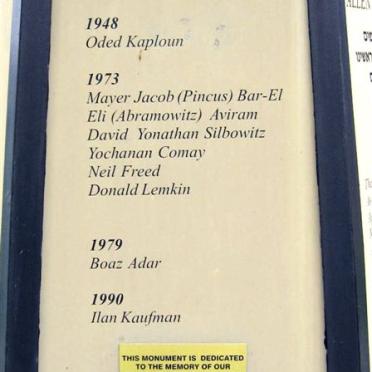 1948
Oded Kaploun
1973
Mayer Jacob (Pincus) Bar-El
Eli (Abramowitz) Aviram
David Yonathan Silbowitz
Yochanan Comay
Neil Freed
Donald Lemkin
1979
Boaz Adar
1990
Ilan Kaufman
THIS MONUMENT IS DEDICATED
TO THE MEMORY OF OUR
ALLEN